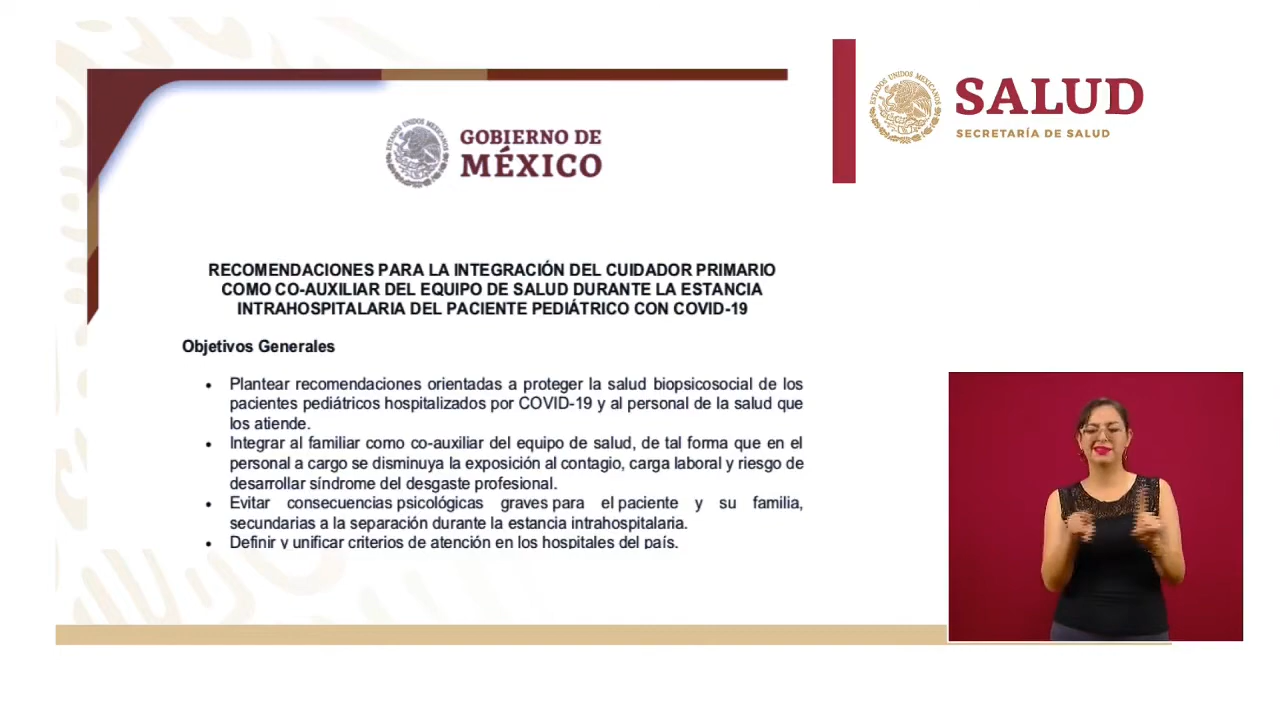 GOBIERNO DE
MÉXICO
ESTADOS UNIDOS MEXICANOS
SALUD
SECRETARÍA DE SALUD
ESTADOS UNIDOS MEXICANOS
RECOMENDACIONES PARA LA INTEGRACIÓN DEL CUIDADOR PRIMARIO
COMO CO-AUXILIAR DEL EQUIPO DE SALUD DURANTE LA ESTANCIA
INTRAHOSPITALARIA DEL PACIENTE PEDIÁTRICO CON COVID-19
Objetivos Generales
• Plantear recomendaciones orientadas a proteger la salud biopsicosocial de los
pacientes pediátricos hospitalizados por COVID-19 y al personal de la salud que
los atiende.
• Integrar al familiar como co-auxiliar del equipo de salud, de tal forma que en el
personal a cargo se disminuya la exposición al contagio, carga laboral y riesgo de
desarrollar síndrome del desgaste profesional.
• Evitar consecuencias psicológicas graves para el paciente y su familia,
secundarias a la separación durante la estancia intrahospitalaria.
• Definir y unificar criterios de atención en los hospitales del país.